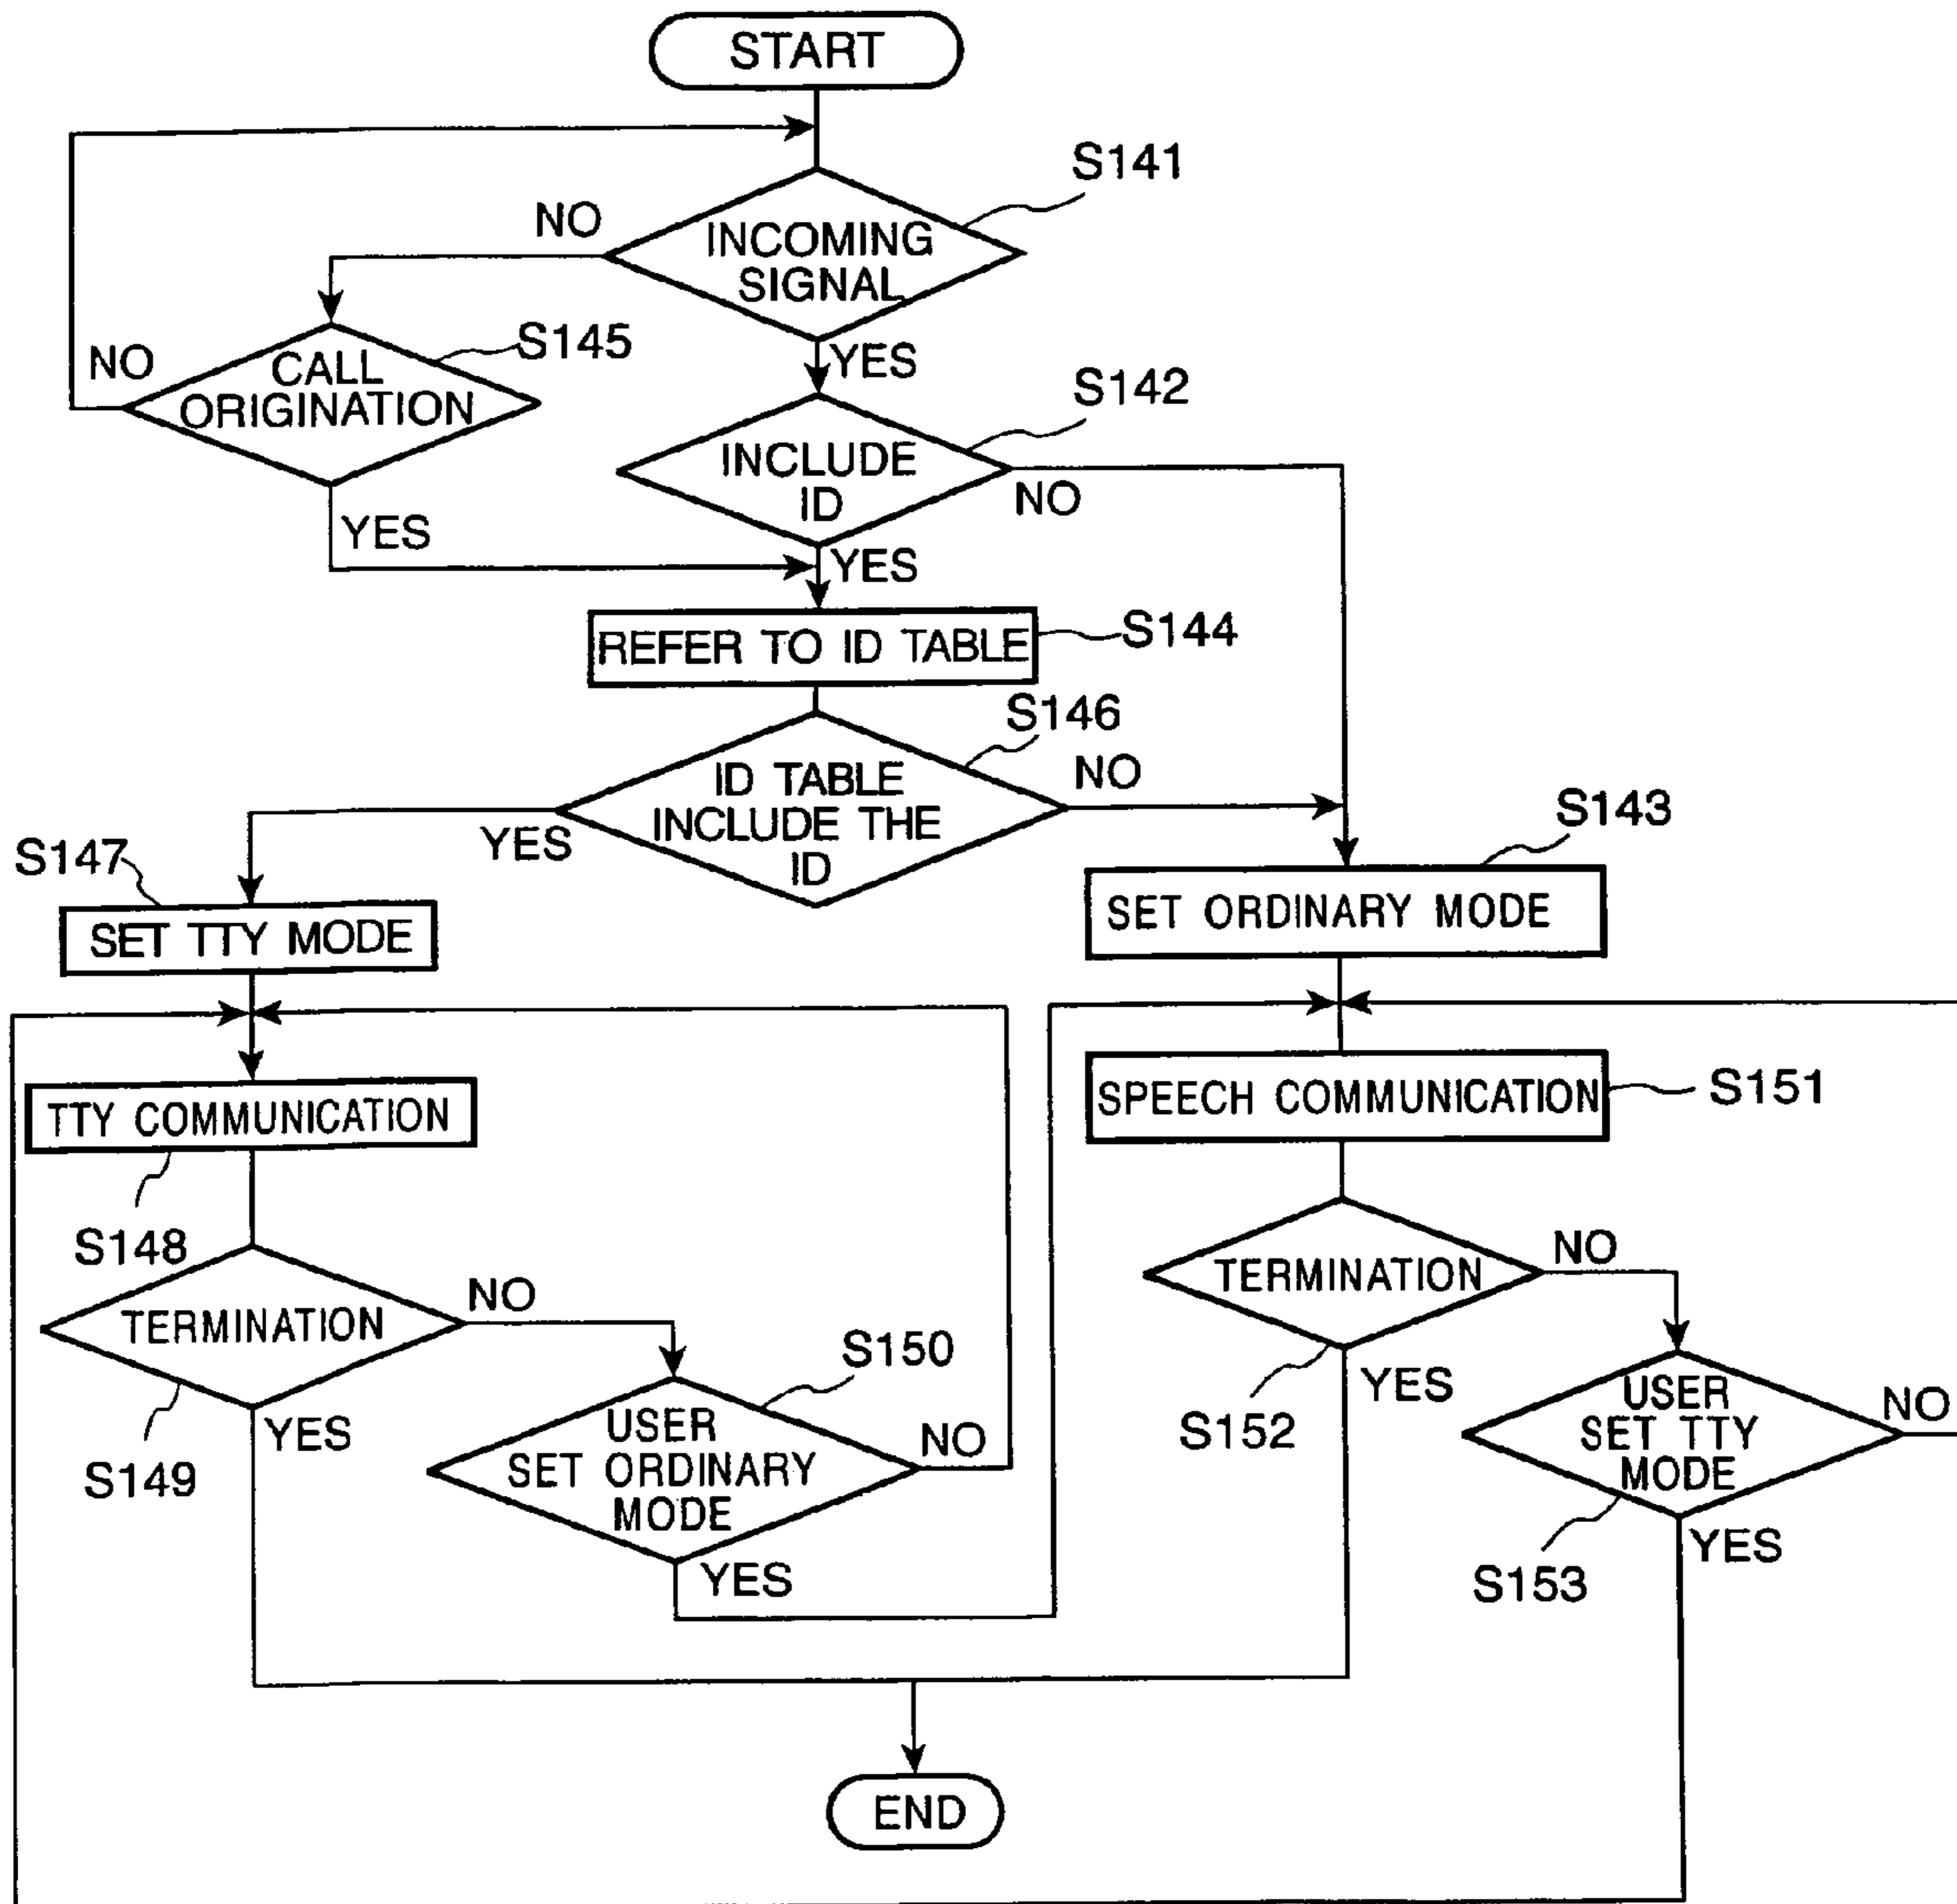 START
S141
NO
INCOMING
SIGNAL
S145
NO
CALL
ORIGINATION
YES
S142
INCLUDE
ID
NO
YES
YES
REFER TO ID TABLE
S144
S146
ID TABLE
INCLUDE THE
ID
NO
YES
S143
S147
SET ORDINARY MODE
SET TTY MODE
TTY COMMUNICATION
SPEECH COMMUNICATION
S151
S148
TERMINATION
NO
TERMINATION
NO
S150
S149
YES
USER
SET ORDINARY
MODE
NO
YES
S152
YES
USER
SET TTY
MODE
NO
S153
YES
END